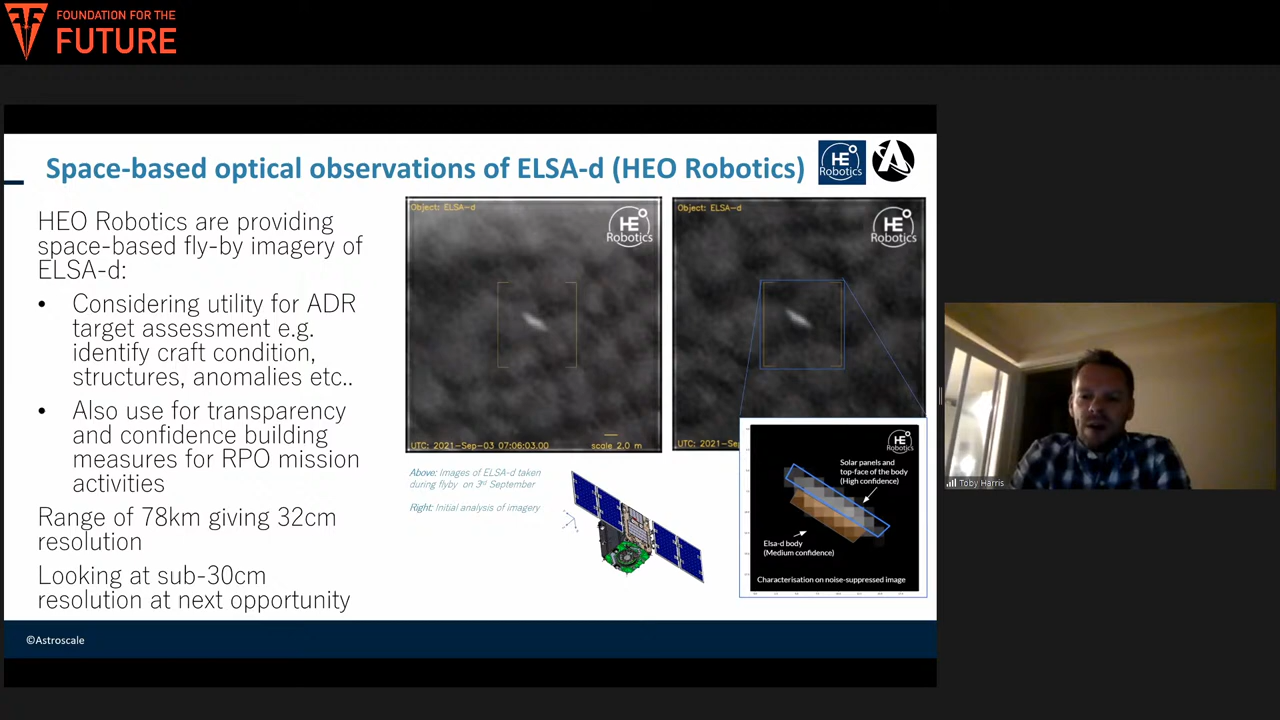 FOUNDATION FOR THE
FUTURE
Space-based optical observations of ELSA-d (HEO Robotics)
HE
Robotics
HEO Robotics are providing
space-based fly-by imagery of
ELSA-d:
• Considering utility for ADR
target assessment e.g.
identify craft condition,
structures, anomalies etc..
• Also use for transparency
and confidence building
measures for RPO mission
activities
Range of 78km giving 32cm
resolution
Looking at sub-30cm
resolution at next opportunity
Object: ELSA-d
HE
Robotics
UTC: 2021-Sep-03 07:06:03.00
scale 2.0 m
Object: ELSA-d
HE
Robotics
UTC: 2021-Sep
Above: Images of ELSA-d taken
during flyby on 3rd September
Right: Initial analysis of imagery
HE
Robotics
Solar panels and
top-face of the body
(High confidence)
Elsa-d body
(Medium confidence)
Characterisation on noise-suppressed image
©Astroscale
Toby Harris